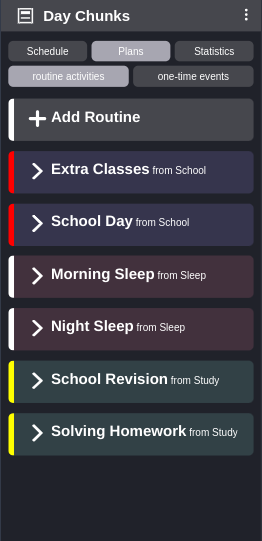 Day Chunks
Schedule Plans Statistics
routine activities one-time events
Add Routine
Extra Classes from School
School Day from School
Morning Sleep from Sleep
Night Sleep from Sleep
School Revision from Study
Solving Homework from Study